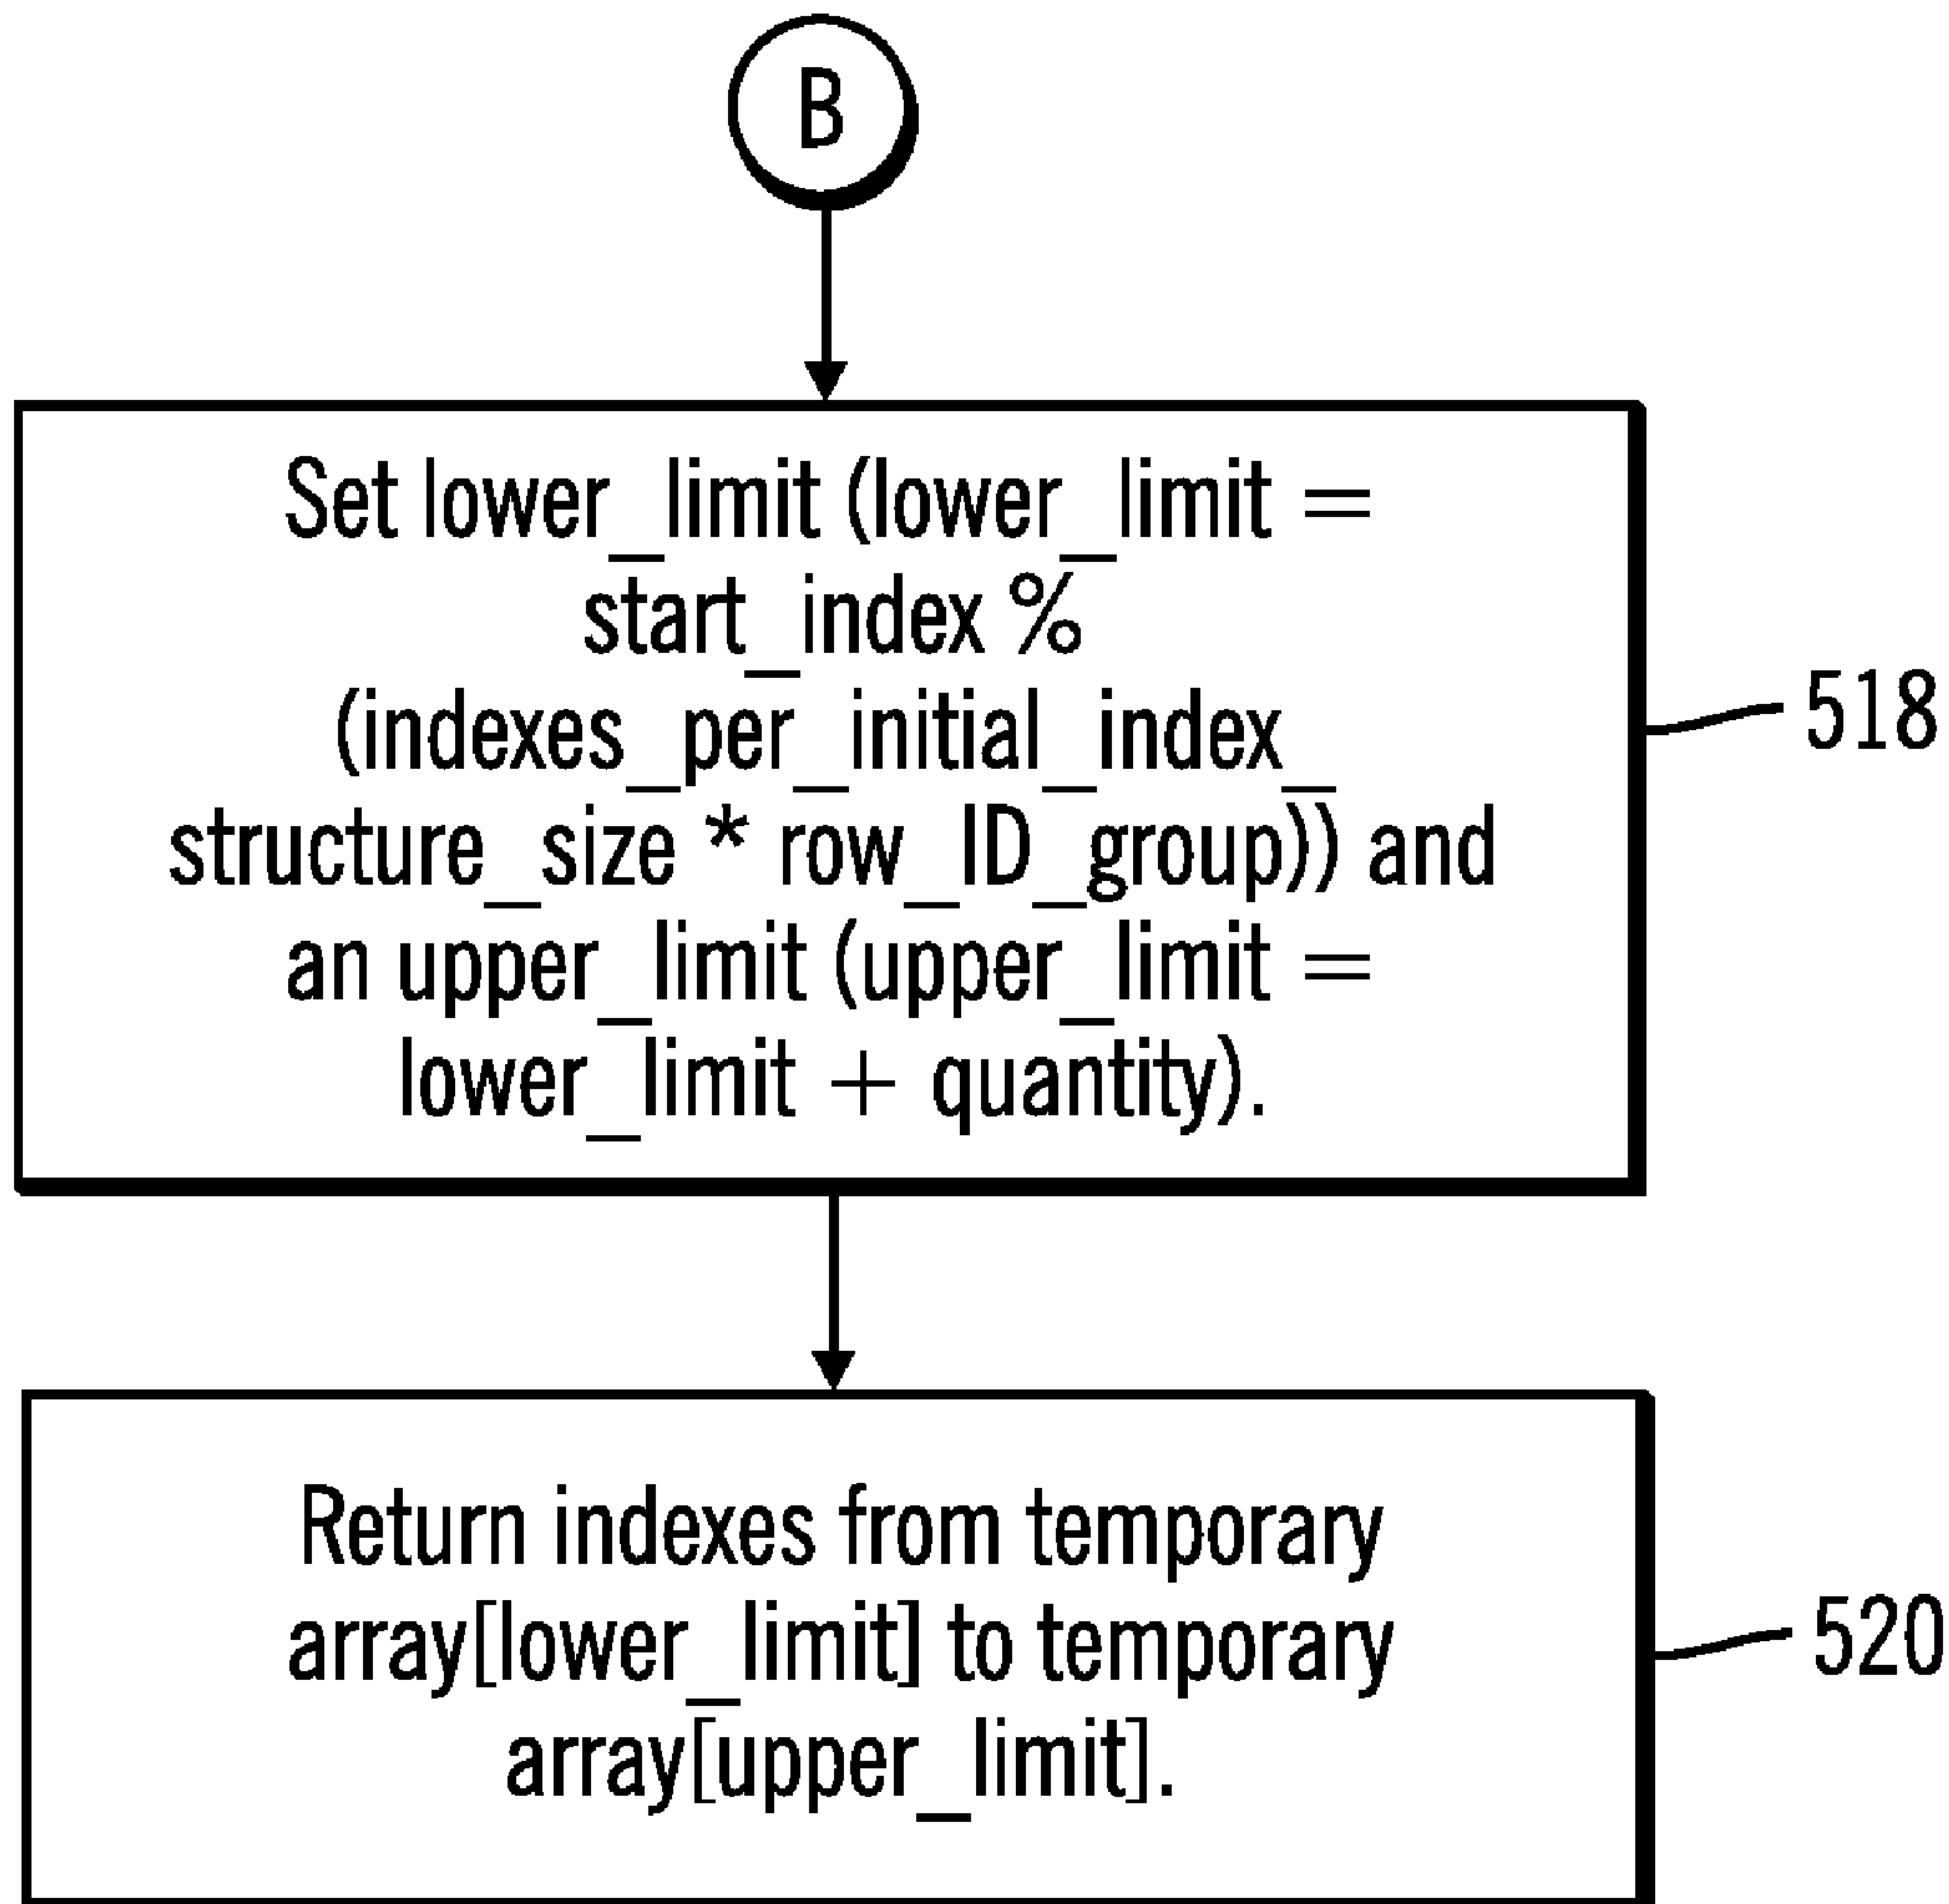 B
Set lower_limit (lower_limit =
start_index %
(indexes_per_initial_index_
structure_size * row_ID_group)) and
an upper_limit (upper_limit =
lower_limit + quantity).
518
Return indexes from temporary
array[lower_limit] to temporary
array[upper_limit].
520